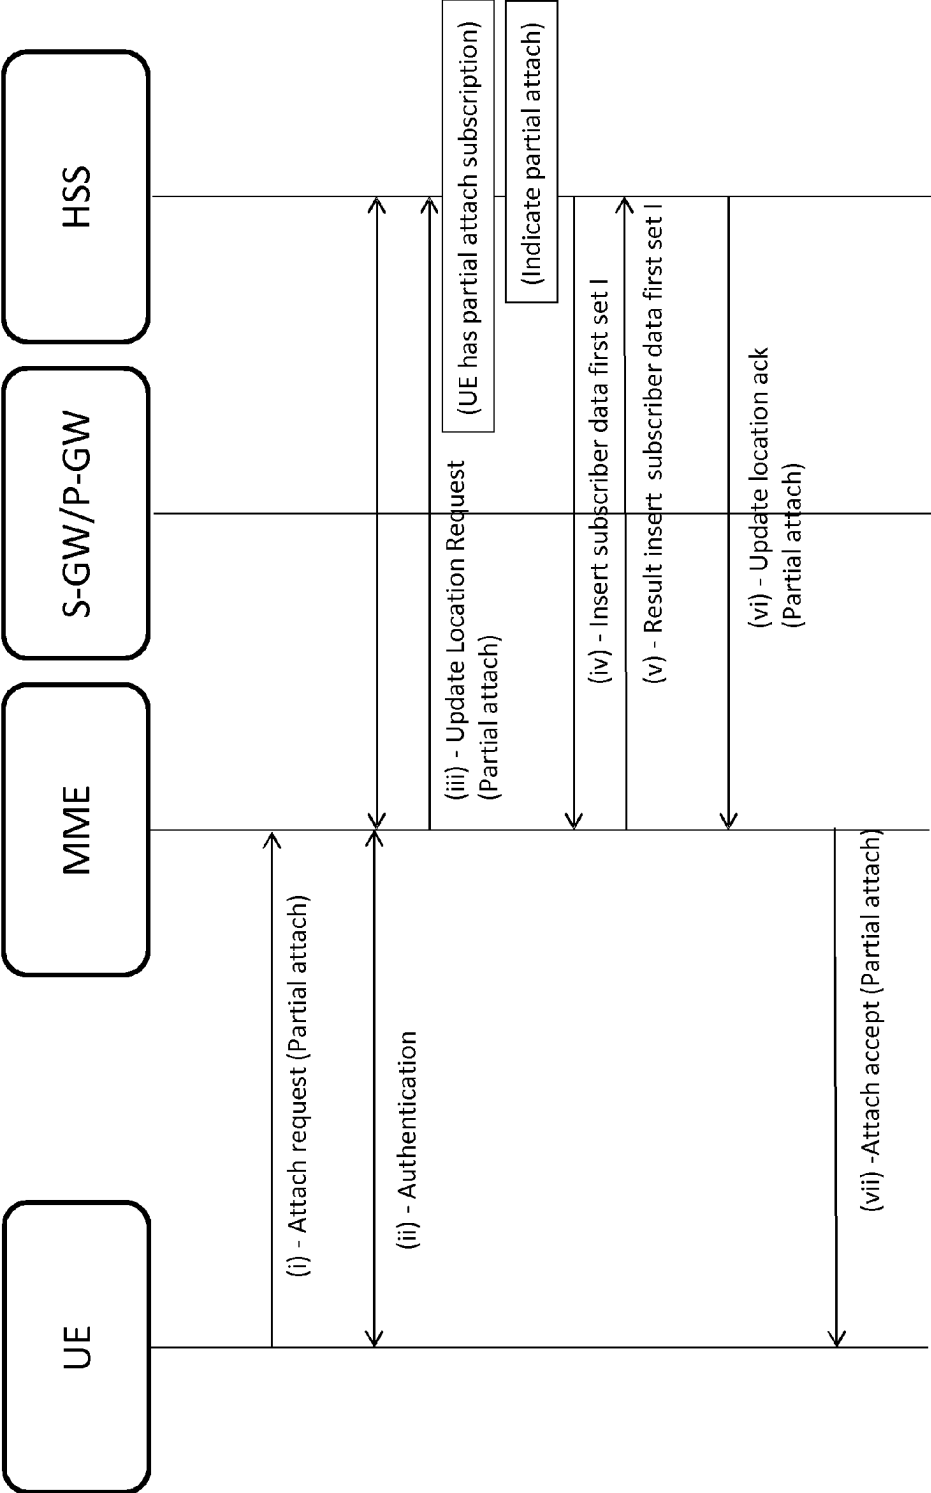 UE
MME
S-GW/P-GW
HSS
(i) - Attach request (Partial attach)
(ii) - Authentication
(iii) - Update Location Request
(Partial attach)
(UE has partial attach subscription)
(Indicate partial attach)
(iv) - Insert subscriber data first set I
(v) - Result insert subscriber data first set I
(vi) - Update location ack
(Partial attach)
(vii) -Attach accept (Partial attach)